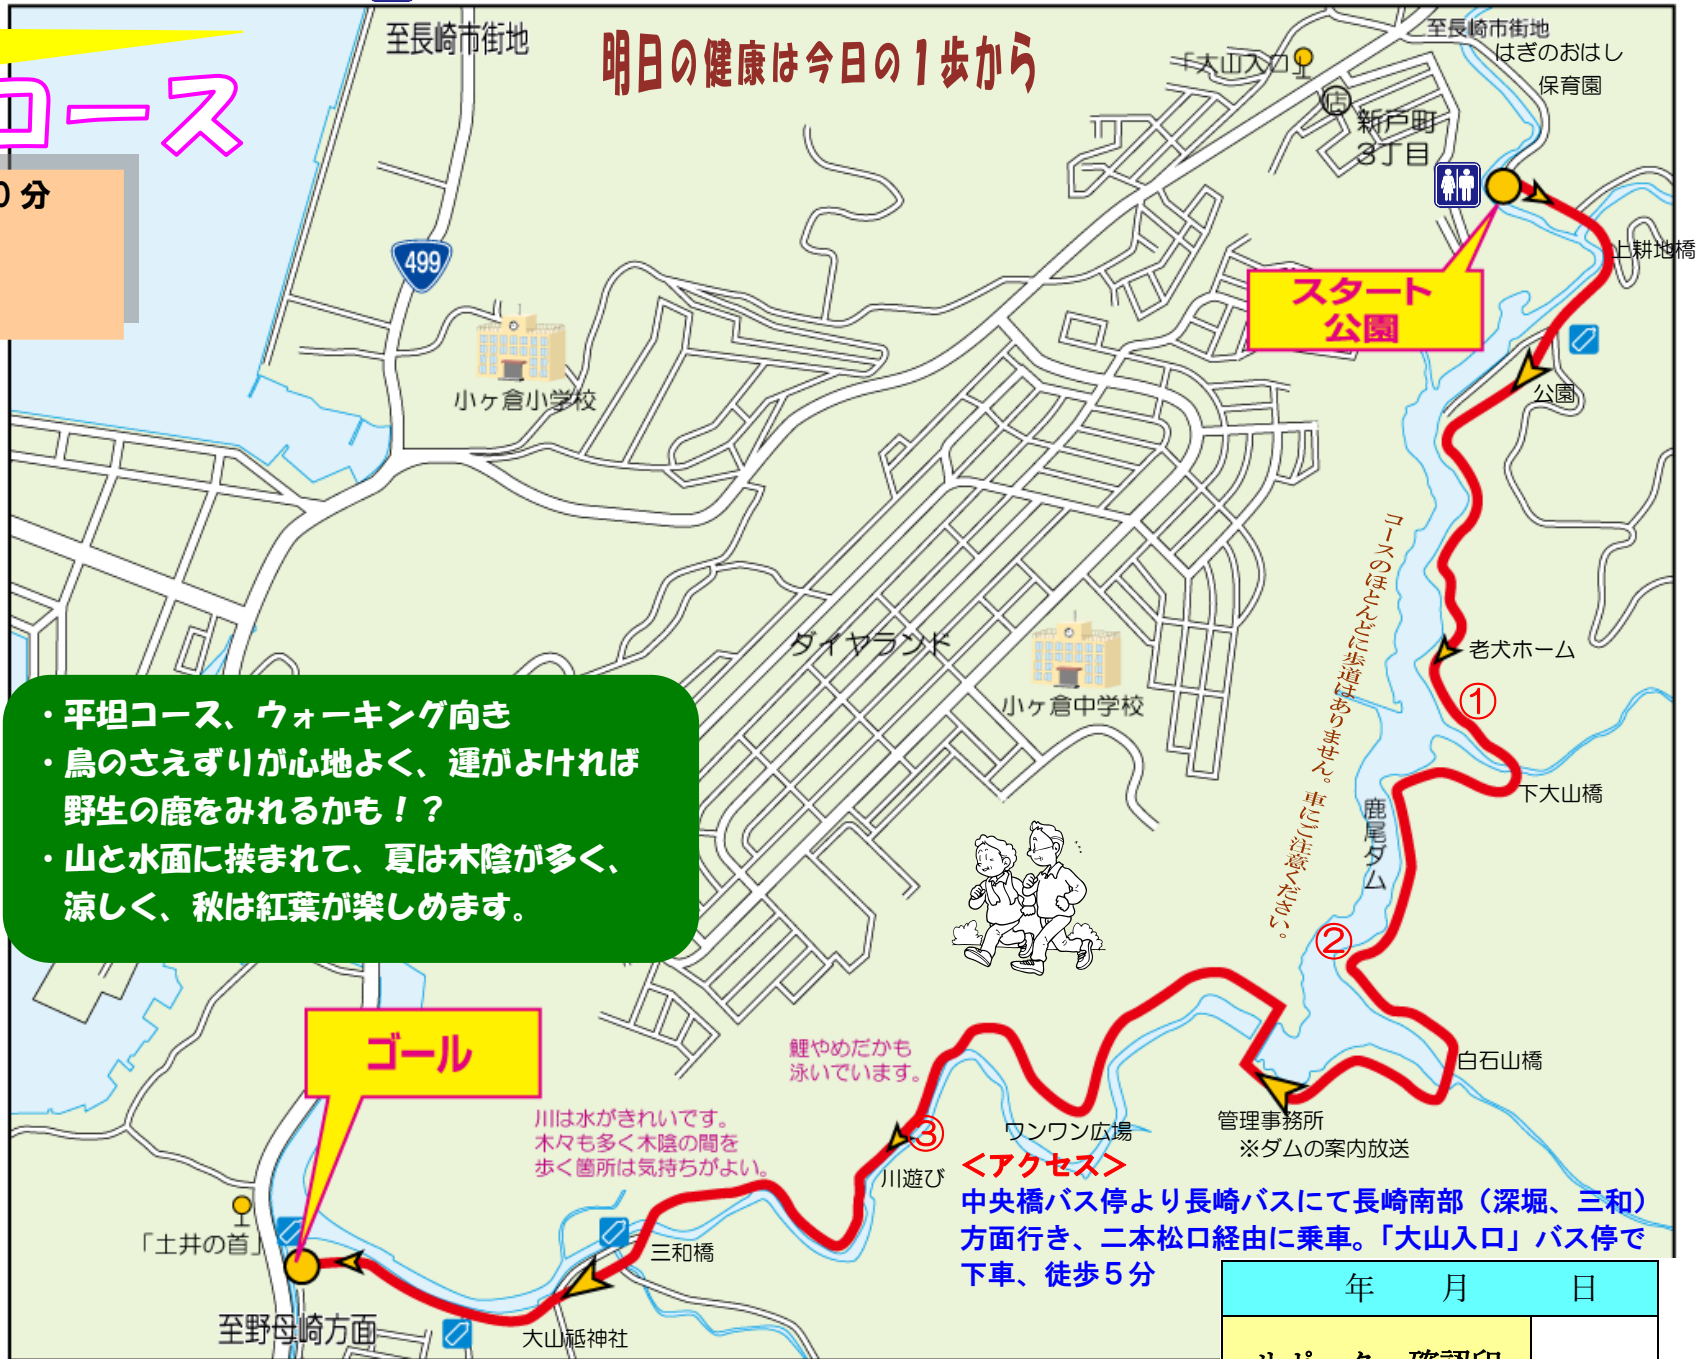 至長崎市街地
明日の健康は今日の1歩から
至長崎市街地
はぎのおはし
保育園
「大山入口」
コース
店
新戸町
3丁目
0分
上耕地橋
499
スタート
公園
小ヶ倉小学校
公園
コースのほとんどに歩道はありません。車にご注意ください。
ダイヤランド
老犬ホーム
①
小ヶ倉中学校
・平坦コース、ウォーキング向き
・鳥のさえずりが心地よく、運がよければ
野生の鹿をみれるかも!?
・山と水面に挟まれて、夏は木陰が多く、
涼しく、秋は紅葉が楽しめます。
下大山橋
鹿尾ダム
②
ゴール
鯉やめだかも
泳いでいます。
白石山橋
川は水がきれいです。
木々も多く木陰の間を
歩く箇所は気持ちがよい。
③
ワンワン広場
管理事務所
※ダムの案内放送
川遊び
<アクセス>
中央橋バス停より長崎バスにて長崎南部(深堀、三和)
方面行き、二本松口経由に乗車。「大山入口」バス停で
下車、徒歩5分
「土井の首」
三和橋
至野母崎方面
大山祗神社
年 月 日